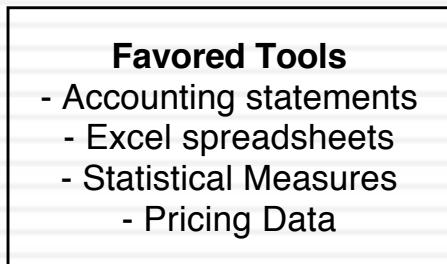 Favored Tools
- Accounting statements
- Excel spreadsheets
- Statistical Measures
- Pricing Data